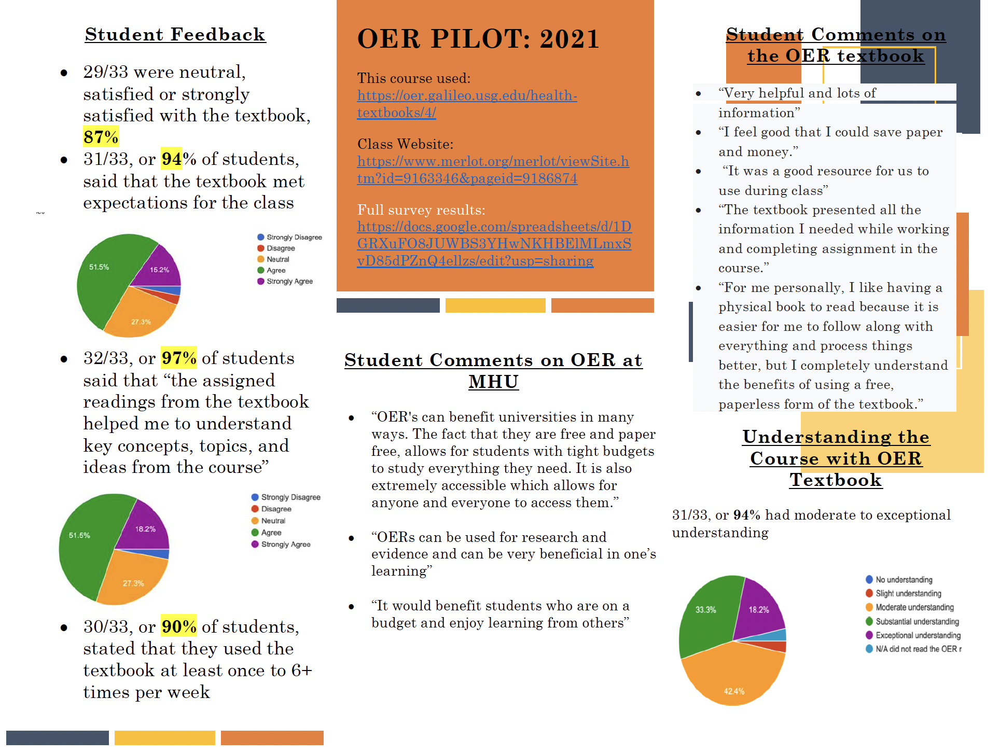 Student Feedback
● 29/33 were neutral,
satisfied or strongly
satisfied with the textbook,
87%
● 31/33, or 94% of students,
said that the textbook met
expectations for the class
51.5%
15.2%
27.3%
Strongly Disagree
Disagree
Neutral
Agree
Strongly Agree
● 32/33, or 97% of students
said that “the assigned
readings from the textbook
helped me to understand
key concepts, topics, and
ideas from the course”
51.5%
18.2%
27.3%
Strongly Disagree
Disagree
Neutral
Agree
Strongly Agree
● 30/33, or 90% of students,
stated that they used the
textbook at least once to 6+
times per week
OER PILOT: 2021
This course used:
https://oer.galileo.usg.edu/health-
textbooks/4/
Class Website:
https://www.merlot.org/merlot/viewSite.h
tm?id=9163346&pageid=9186874
Full survey results:
https://docs.google.com/spreadsheets/d/1D
GRXuFO8JUWBS3YHwNKHBElMLmxS
vD85dPZnQ4ellzs/edit?usp=sharing
Student Comments on OER at
MHU
● “OER's can benefit universities in many
ways. The fact that they are free and paper
free, allows for students with tight budgets
to study everything they need. It is also
extremely accessible which allows for
anyone and everyone to access them.”
● “OERs can be used for research and
evidence and can be very beneficial in one’s
learning”
● “It would benefit students who are on a
budget and enjoy learning from others”
Student Comments on
the OER textbook
● “Very helpful and lots of
information”
● “I feel good that I could save paper
and money.”
● “It was a good resource for us to
use during class”
● “The textbook presented all the
information I needed while working
and completing assignment in the
course.”
● “For me personally, I like having a
physical book to read because it is
easier for me to follow along with
everything and process things
better, but I completely understand
the benefits of using a free,
paperless form of the textbook.”
Understanding the
Course with OER
Textbook
31/33, or 94% had moderate to exceptional
understanding
33.3%
18.2%
42.4%
No understanding
Slight understanding
Moderate understanding
Substantial understanding
Exceptional understanding
N/A did not read the OER r